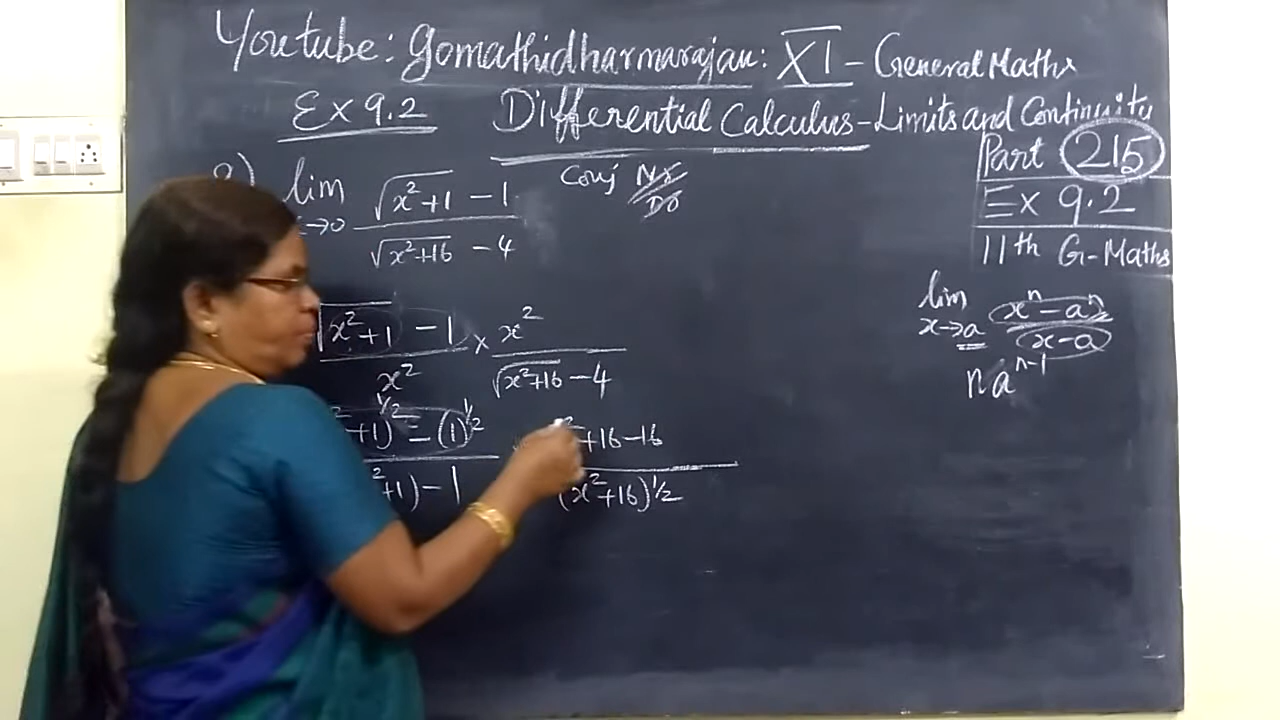 Youtube: Gomathidharmarajan: XI - General Maths
Ex 9.2 Differential Calculus - Limits and Continuity
Part 215
Ex 9.2
11th G-Maths
lim √(x²+1) - 1
x→0 √(x²+16) - 4
Conj Nr
Dr
√(x²+1) - 1 × x²
x² √(x²+16) - 4
+1)^½ - (1)^½ +16-16
²+1) - 1 (x²+16)^½
lim xⁿ - aⁿ
x→a x-a
n aⁿ⁻¹